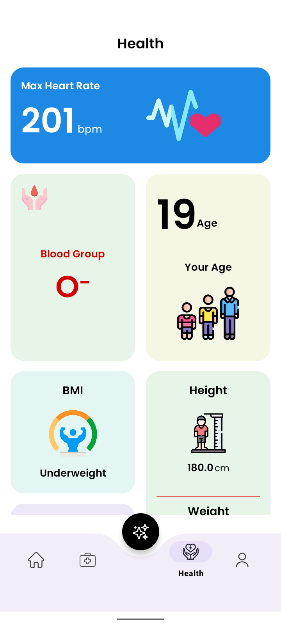 Health
Max Heart Rate
201 bpm
Blood Group
O-
19 Age
Your Age
BMI
Underweight
Height
180.0 cm
Weight
Health